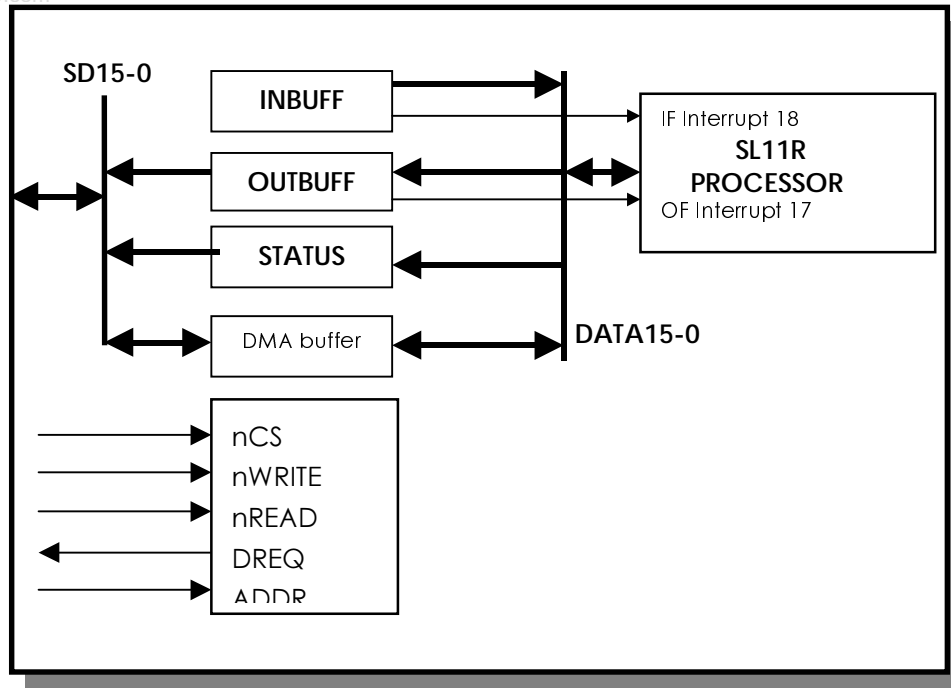 SD15-0
INBUFF
IF Interrupt 18
SL11R
PROCESSOR
OF Interrupt 17
OUTBUFF
STATUS
DMA buffer
DATA15-0
nCS
nWRITE
nREAD
DREQ
ADDR